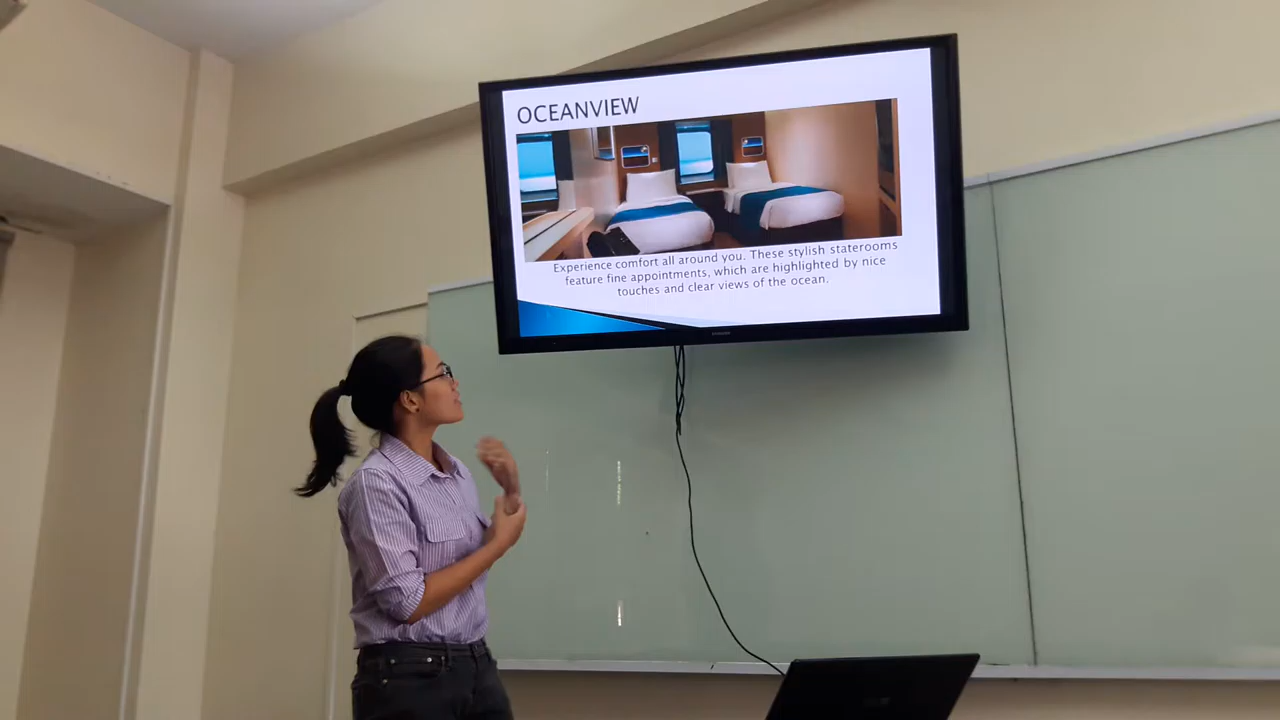 OCEANVIEW
Experience comfort all around you. These stylish staterooms
feature fine appointments, which are highlighted by nice
touches and clear views of the ocean.
SAMSUNG